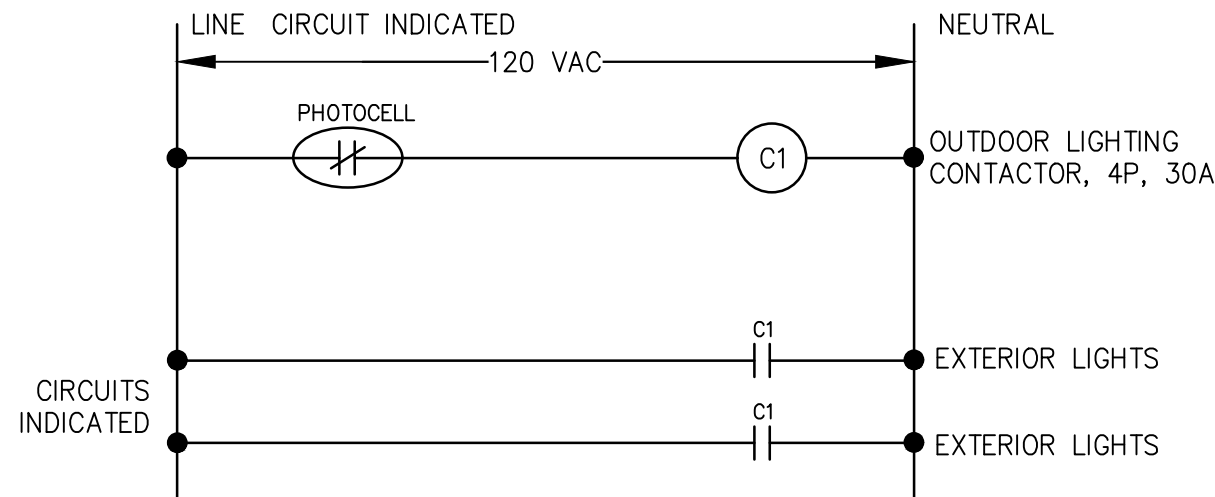 LINE CIRCUIT INDICATED
NEUTRAL
120 VAC
PHOTOCELL
C1
OUTDOOR LIGHTING
CONTACTOR, 4P, 30A
C1
EXTERIOR LIGHTS
CIRCUITS
INDICATED
C1
EXTERIOR LIGHTS